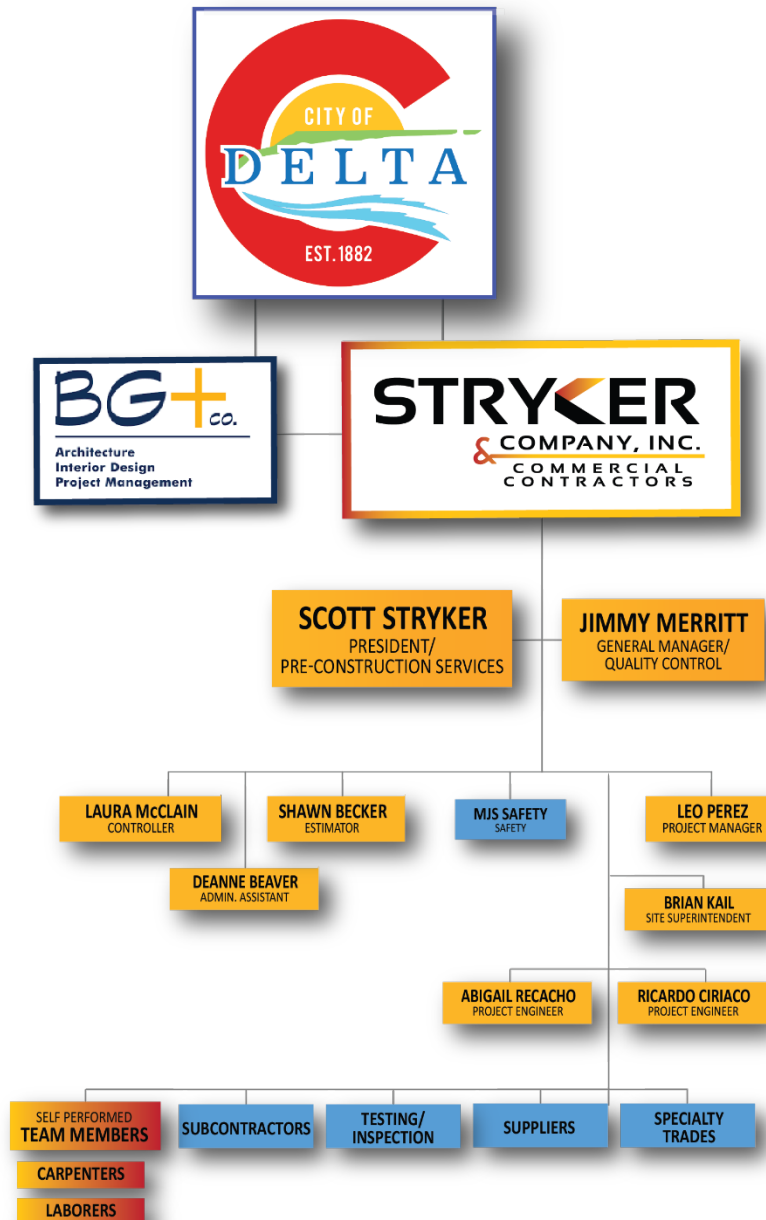 CITY OF
DELTA
EST. 1882
BG+ co.
Architecture
Interior Design
Project Management
STRYKER
& COMPANY, INC.
COMMERCIAL
CONTRACTORS
SCOTT STRYKER
PRESIDENT/
PRE-CONSTRUCTION SERVICES
JIMMY MERRITT
GENERAL MANAGER/
QUALITY CONTROL
LAURA McCLAIN
CONTROLLER
SHAWN BECKER
ESTIMATOR
MJS SAFETY
SAFETY
LEO PEREZ
PROJECT MANAGER
DEANNE BEAVER
ADMIN. ASSISTANT
BRIAN KAIL
SITE SUPERINTENDENT
ABIGAIL RECACHO
PROJECT ENGINEER
RICARDO CIRIACO
PROJECT ENGINEER
SELF PERFORMED
TEAM MEMBERS
SUBCONTRACTORS
TESTING/
INSPECTION
SUPPLIERS
SPECIALTY
TRADES
CARPENTERS
LABORERS